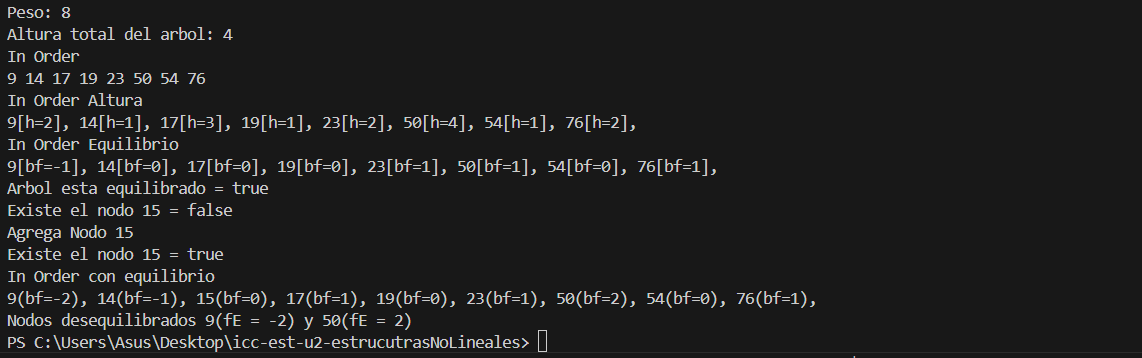 Peso: 8
Altura total del arbol: 4
In Order
9 14 17 19 23 50 54 76
In Order Altura
9[h=2], 14[h=1], 17[h=3], 19[h=1], 23[h=2], 50[h=4], 54[h=1], 76[h=2],
In Order Equilibrio
9[bf=-1], 14[bf=0], 17[bf=0], 19[bf=0], 23[bf=1], 50[bf=1], 54[bf=0], 76[bf=1],
Arbol esta equilibrado = true
Existe el nodo 15 = false
Agrega Nodo 15
Existe el nodo 15 = true
In Order con equilibrio
9(bf=-2), 14(bf=-1), 15(bf=0), 17(bf=1), 19(bf=0), 23(bf=1), 50(bf=2), 54(bf=0), 76(bf=1),
Nodos desequilibrados 9(fE = -2) y 50(fE = 2)
PS C:\Users\Asus\Desktop\icc-est-u2-estrucutrasNoLineales>